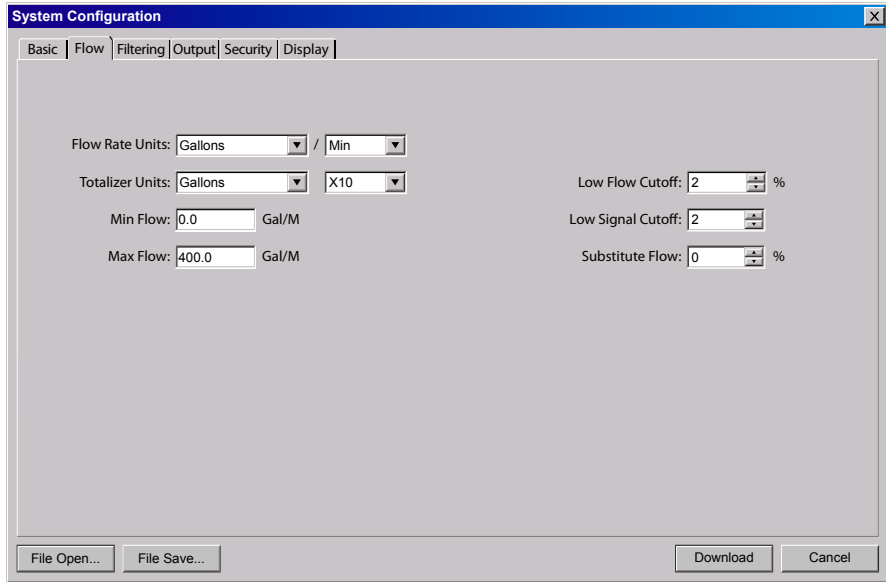 System Configuration X
Basic Flow Filtering Output Security Display
Flow Rate Units: Gallons / Min
Totalizer Units: Gallons X10 Low Flow Cutoff: 2 %
Min Flow: 0.0 Gal/M Low Signal Cutoff: 2
Max Flow: 400.0 Gal/M Substitute Flow: 0 %
File Open... File Save... Download Cancel